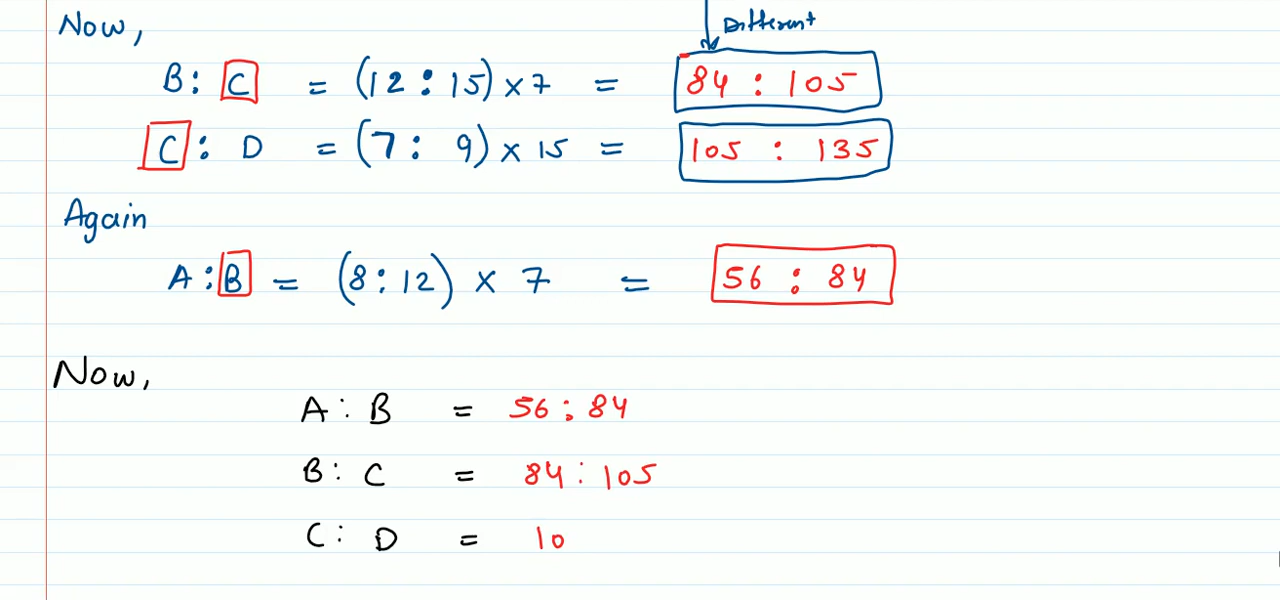 Different
Now,
B: C = (12 : 15) × 7 = 84 : 105
C : D = (7 : 9) × 15 = 105 : 135
Again
A : B = (8 : 12) × 7 = 56 : 84
Now,
A : B = 56 : 84
B : C = 84 : 105
C : D = 10